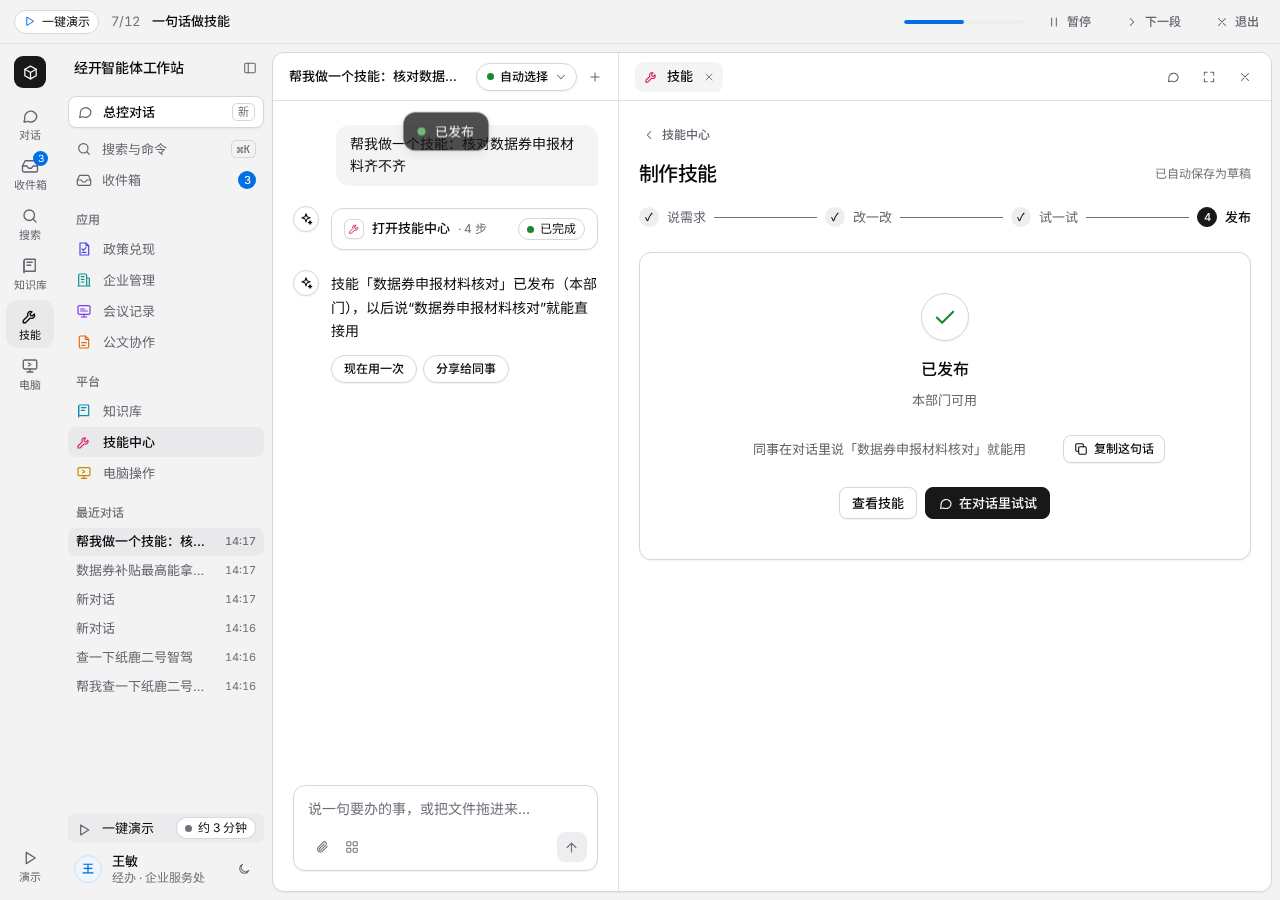 一键演示 7/12 一句话做技能 暂停 下一段 退出
经开智能体工作站
总控对话 新
搜索与命令 ⌘K
收件箱 3
应用
政策兑现
企业管理
会议记录
公文协作
平台
知识库
技能中心
电脑操作
最近对话
帮我做一个技能：核... 14:17
数据券补贴最高能拿... 14:17
新对话 14:17
新对话 14:16
查一下纸鹿二号智驾 14:16
帮我查一下纸鹿二号... 14:16
一键演示 约 3 分钟
王 王敏
经办 · 企业服务处
对话
3
收件箱
搜索
知识库
技能
电脑
演示
帮我做一个技能：核对数据... 自动选择
已发布
帮我做一个技能：核对数据券申报材
料齐不齐
打开技能中心 · 4 步 已完成
技能「数据券申报材料核对」已发布（本部
门），以后说“数据券申报材料核对”就能直
接用
现在用一次 分享给同事
说一句要办的事，或把文件拖进来...
技能
技能中心
制作技能 已自动保存为草稿
说需求 改一改 试一试 4 发布
已发布
本部门可用
同事在对话里说「数据券申报材料核对」就能用 复制这句话
查看技能 在对话里试试